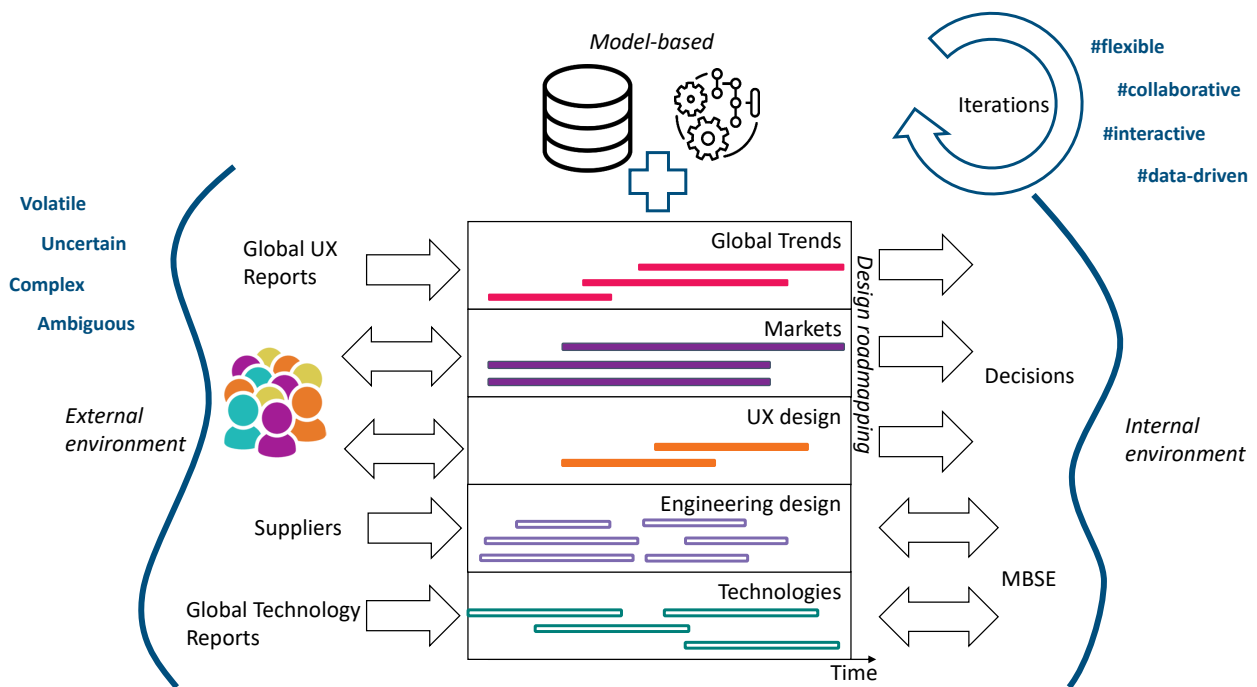 Model-based
Iterations
#flexible
#collaborative
#interactive
#data-driven
Volatile
Uncertain
Complex
Ambiguous
External
environment
Global UX
Reports
Suppliers
Global Technology
Reports
Global Trends
Markets
UX design
Engineering design
Technologies
Time
Design roadmapping
Decisions
MBSE
Internal
environment